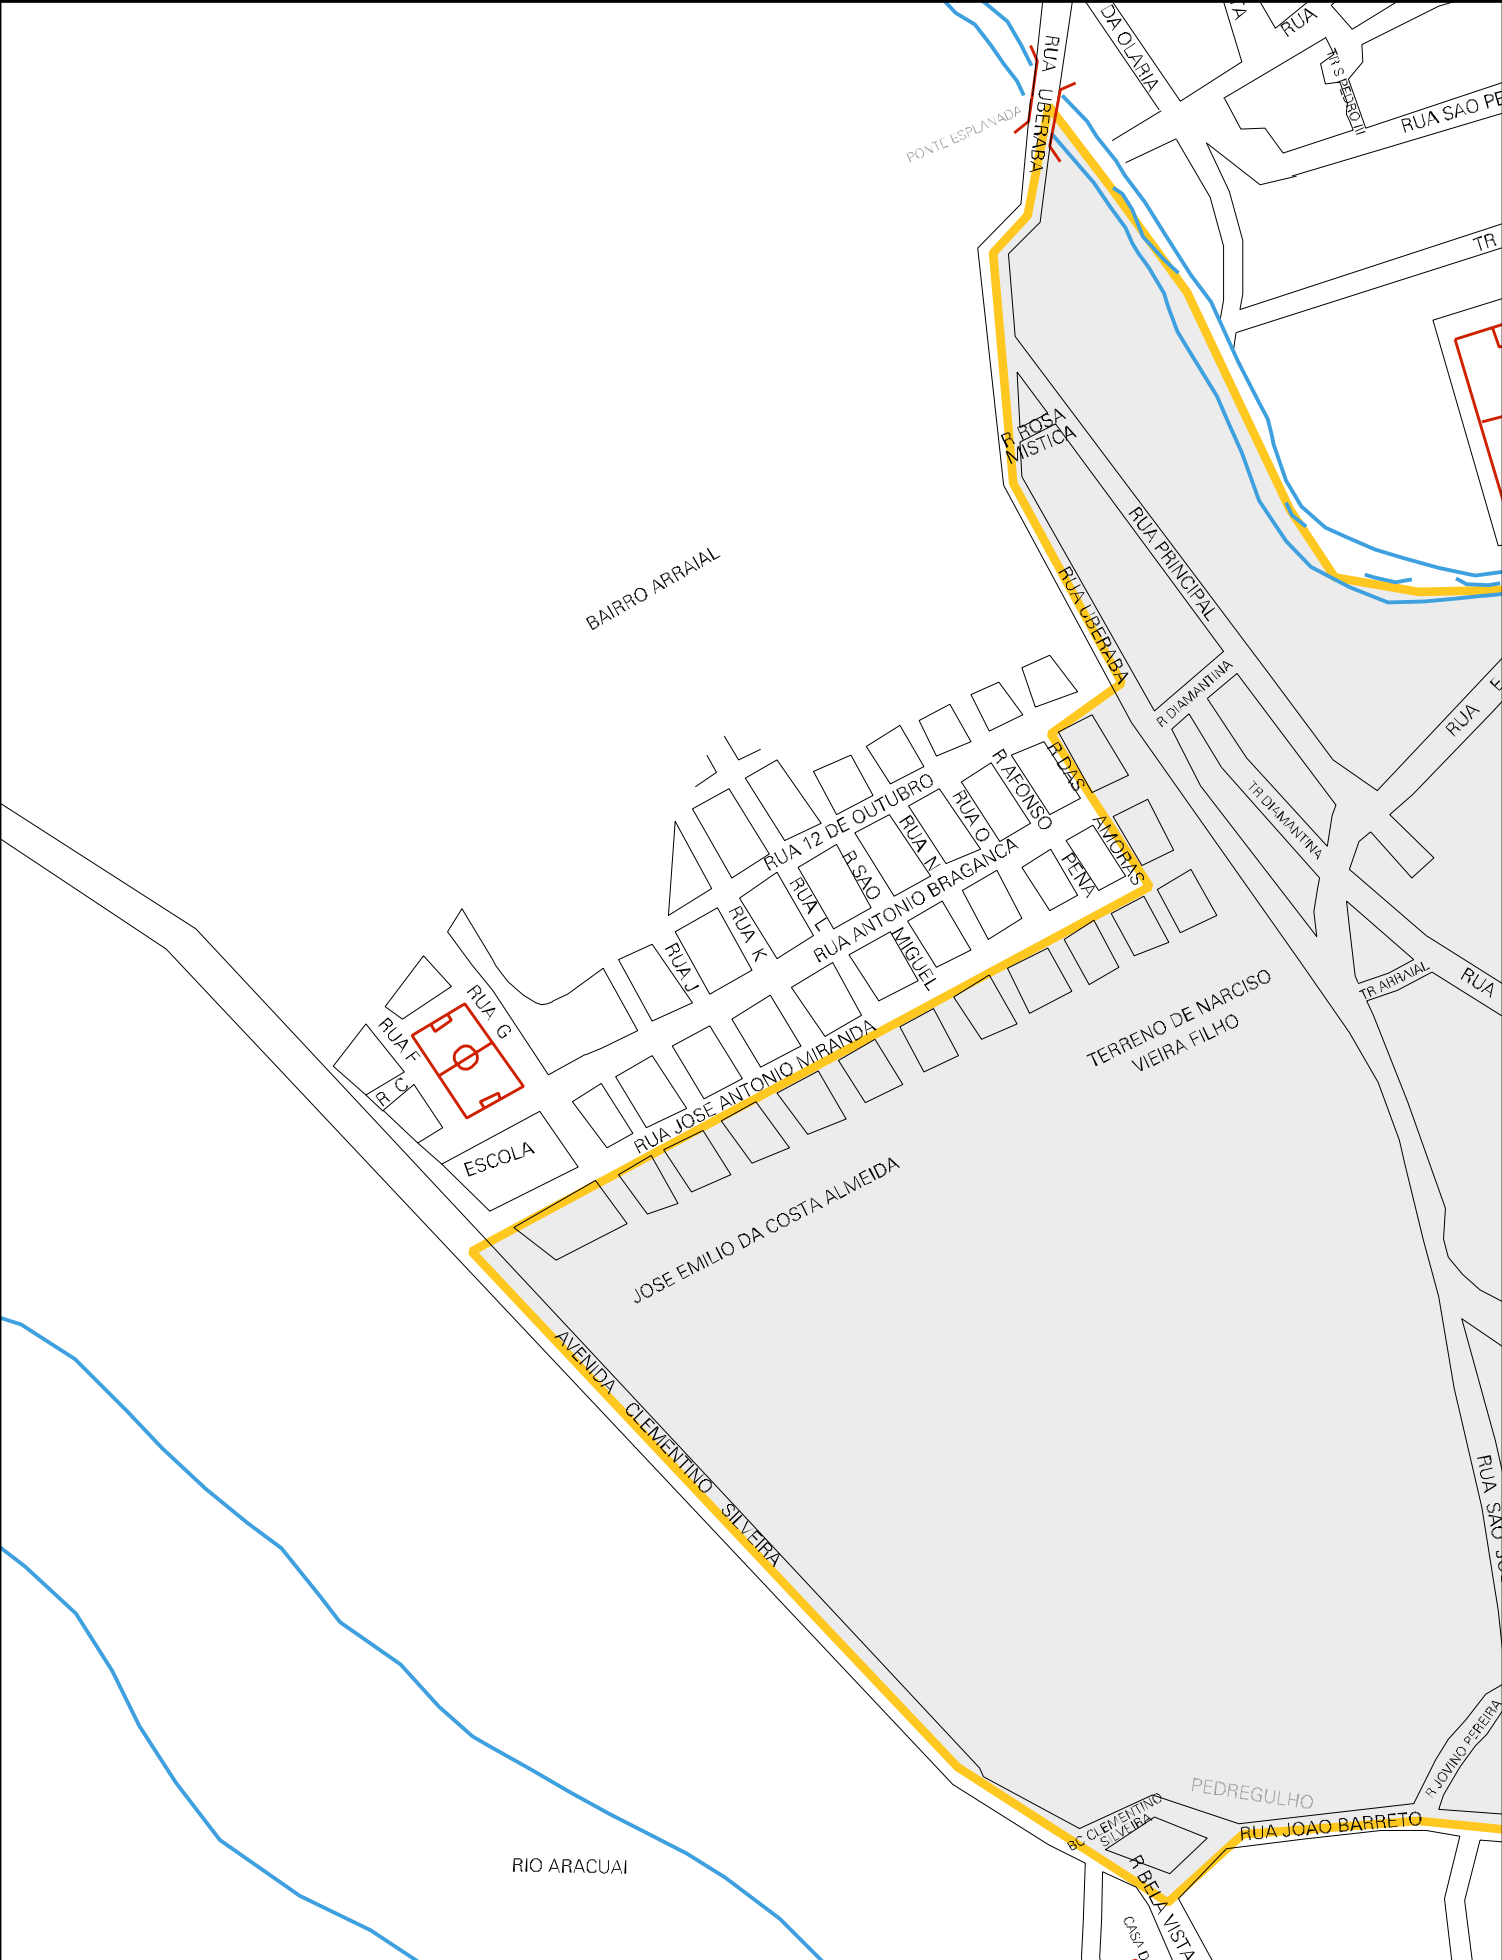 DA OLARIA
RUA
TR S PEDRO III
RUA SAO PE
RUA UBERABA
PONTE ESPLANADA
TR
R ROSA
MISTICA
RUA PRINCIPAL
BAIRRO ARRAIAL
RUA UBERABA
R DIAMANTINA
RUA E
TR DIAMANTINA
R DAS AMORAS
R AFONSO PENA
RUA O
RUA 12 DE OUTUBRO
RUA N
R SAO MIGUEL
RUA ANTONIO BRAGANCA
RUA L
RUA K
RUA J
RUA G
RUA F
R C
ESCOLA
RUA JOSE ANTONIO MIRANDA
TR ARRAIAL
RUA
TERRENO DE NARCISO
VIEIRA FILHO
JOSE EMILIO DA COSTA ALMEIDA
AVENIDA CLEMENTINO SILVEIRA
RUA SAO JO
R JOVINO PEREIRA
PEDREGULHO
BC CLEMENTINO
SILVEIRA
RUA JOAO BARRETO
R BELA VISTA
CASA D
RIO ARACUAI